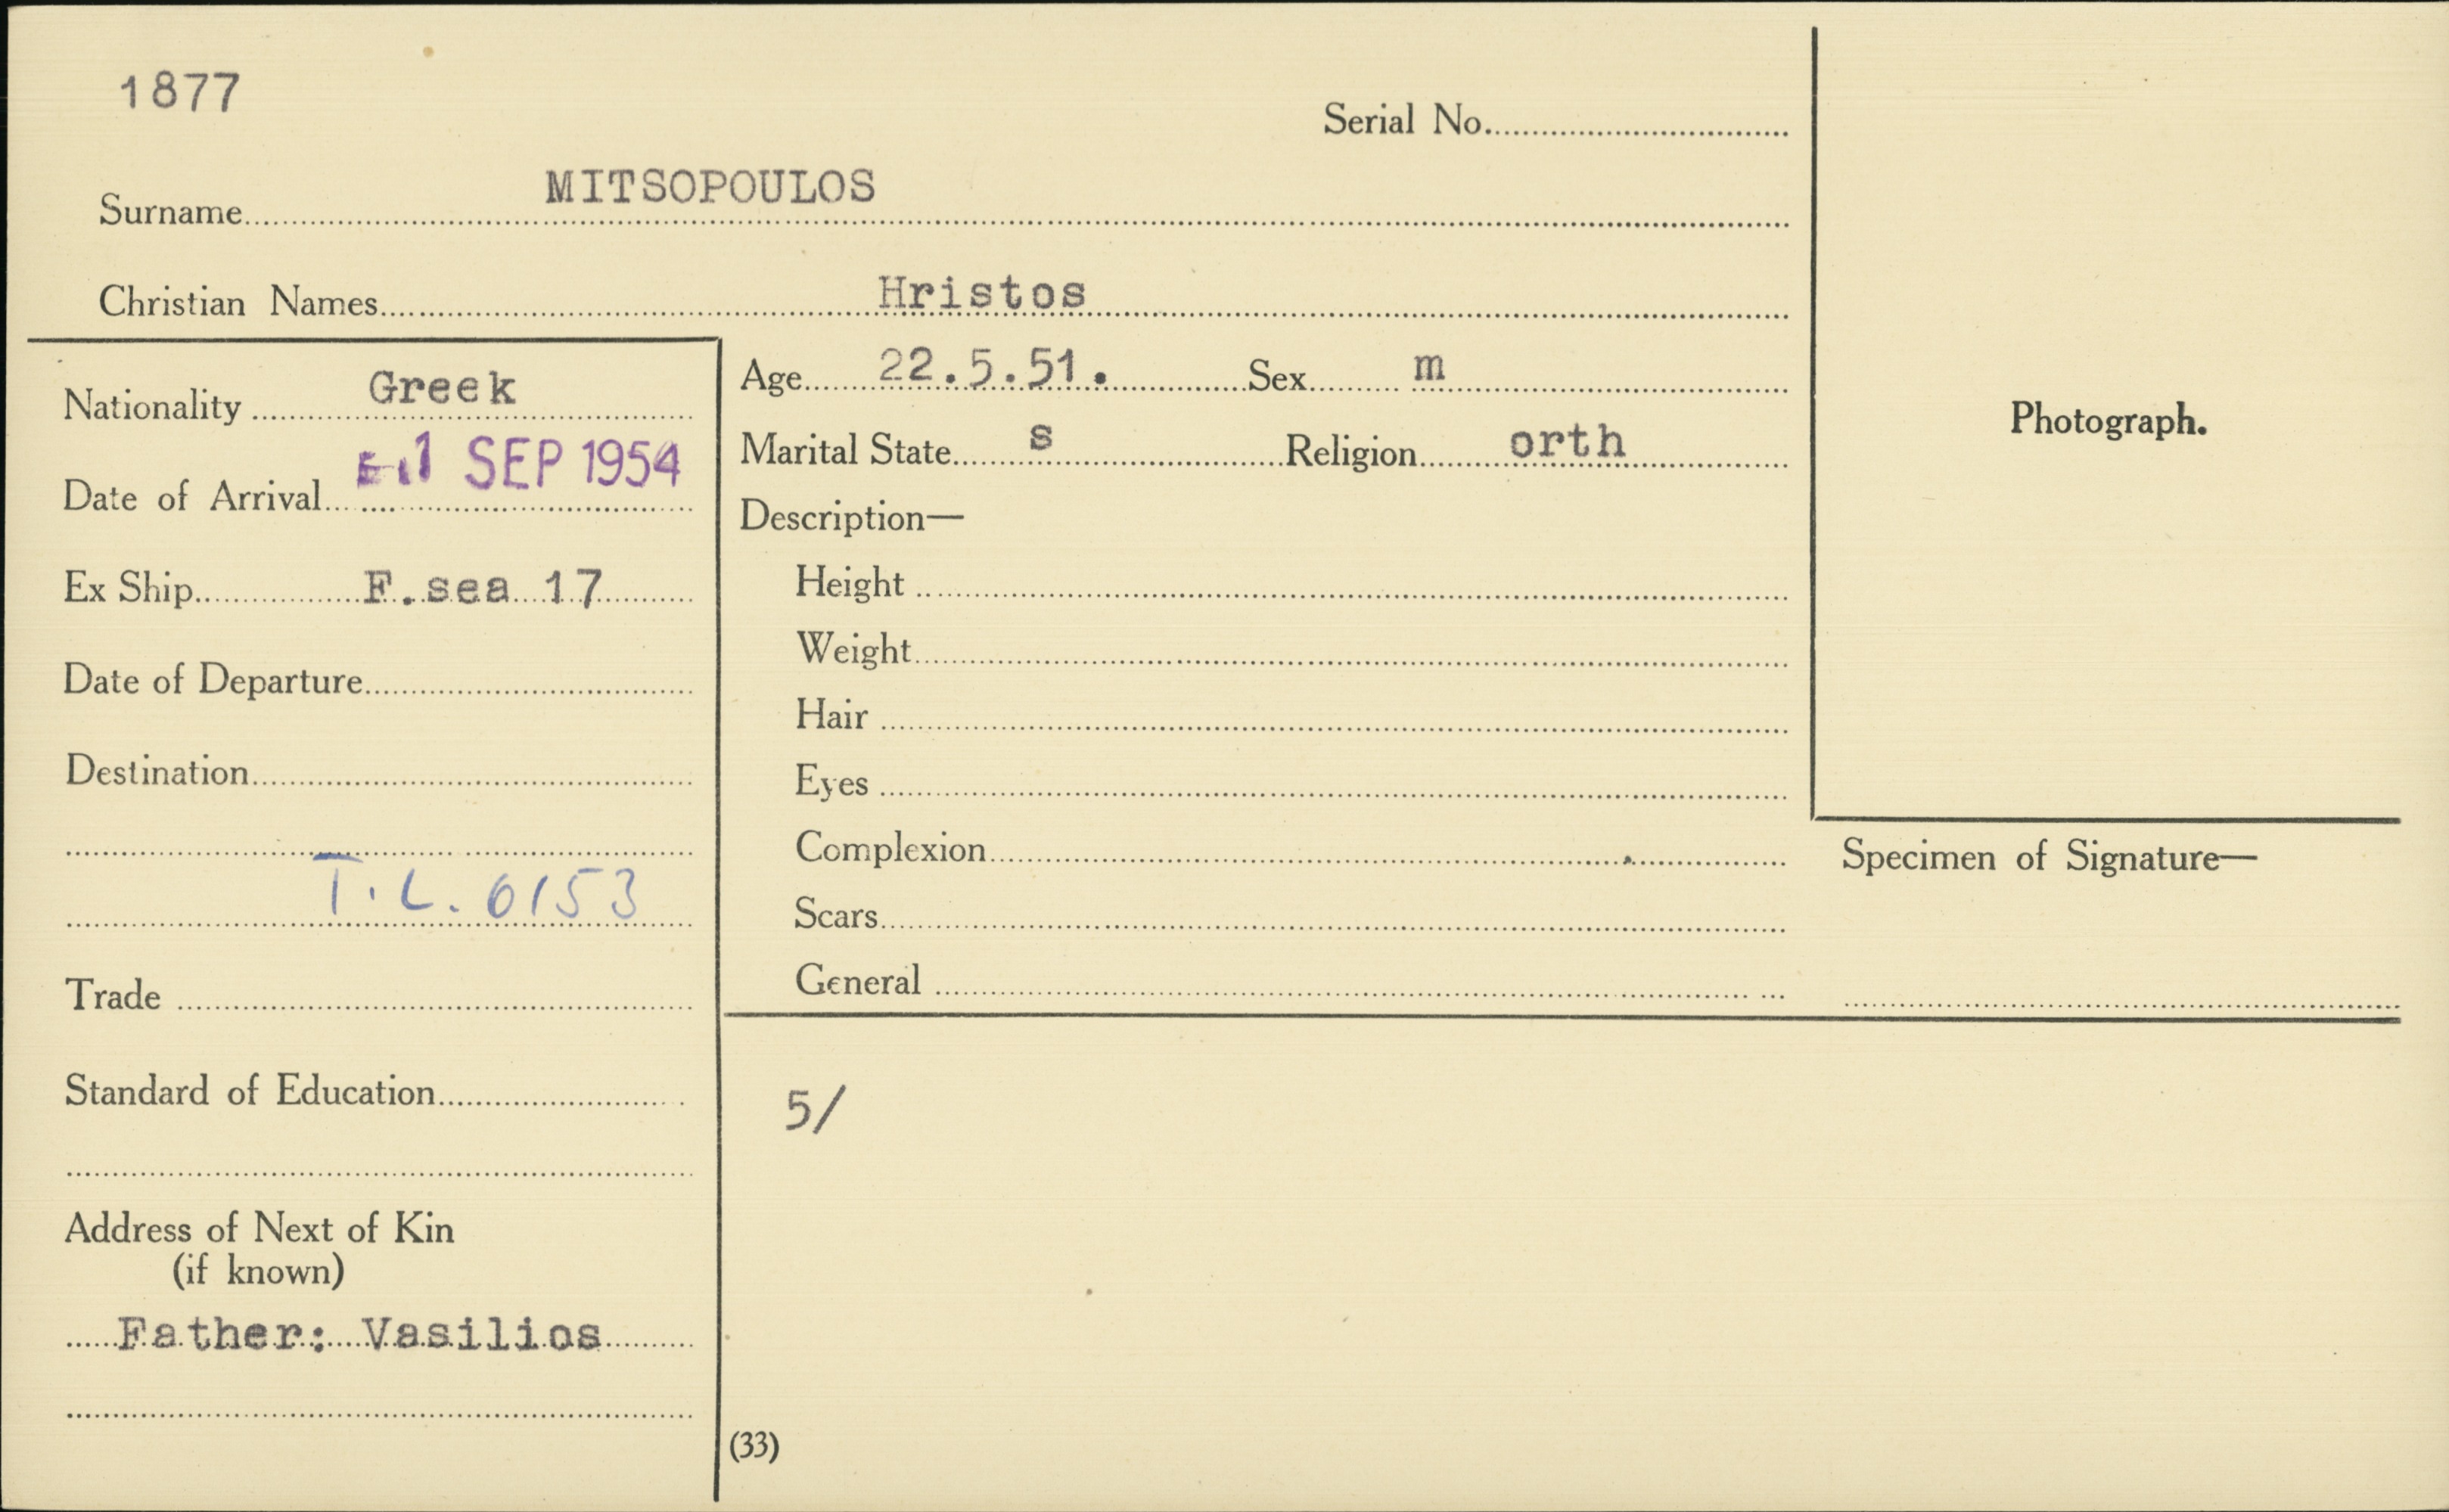 1877
Serial No.
Surname MITSOPOULOS
Christian Names Hristos
Nationality Greek
Date of Arrival 1 SEP 1954
Ex Ship F.sea 17
Date of Departure
Destination
T.L. 6153
Trade
Standard of Education
Address of Next of Kin
(if known)
Father: Vasilios
Age 22.5.51. Sex m
Marital State s Religion orth
Description—
Height
Weight
Hair
Eyes
Complexion
Scars
General
5/
(33)
Photograph.
Specimen of Signature—